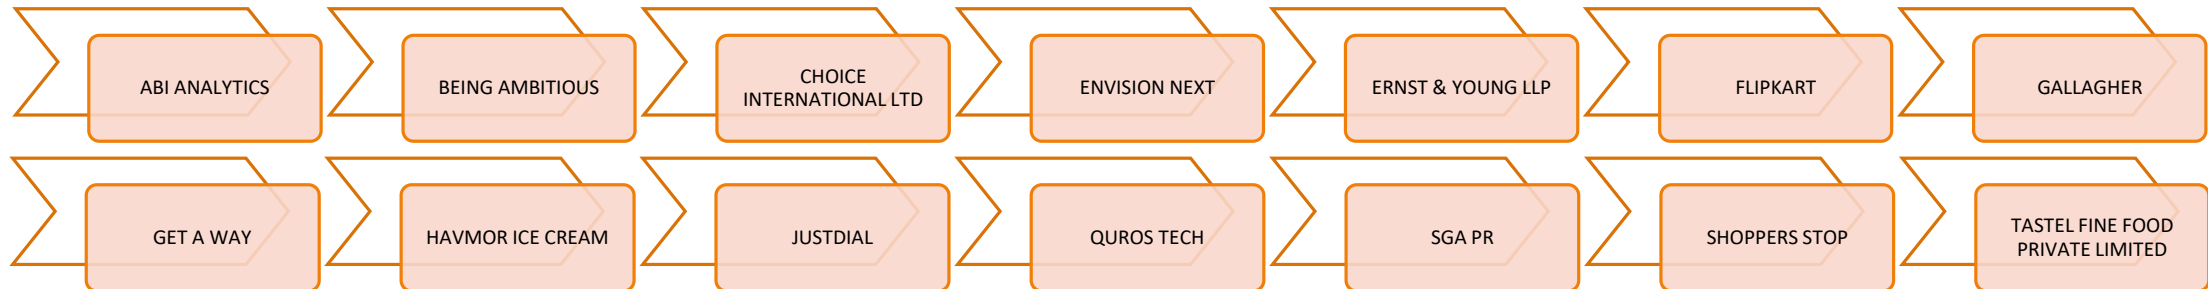 ABI ANALYTICS
BEING AMBITIOUS
CHOICE
INTERNATIONAL LTD
ENVISION NEXT
ERNST & YOUNG LLP
FLIPKART
GALLAGHER
GET A WAY
HAVMOR ICE CREAM
JUSTDIAL
QUROS TECH
SGA PR
SHOPPERS STOP
TASTEL FINE FOOD
PRIVATE LIMITED